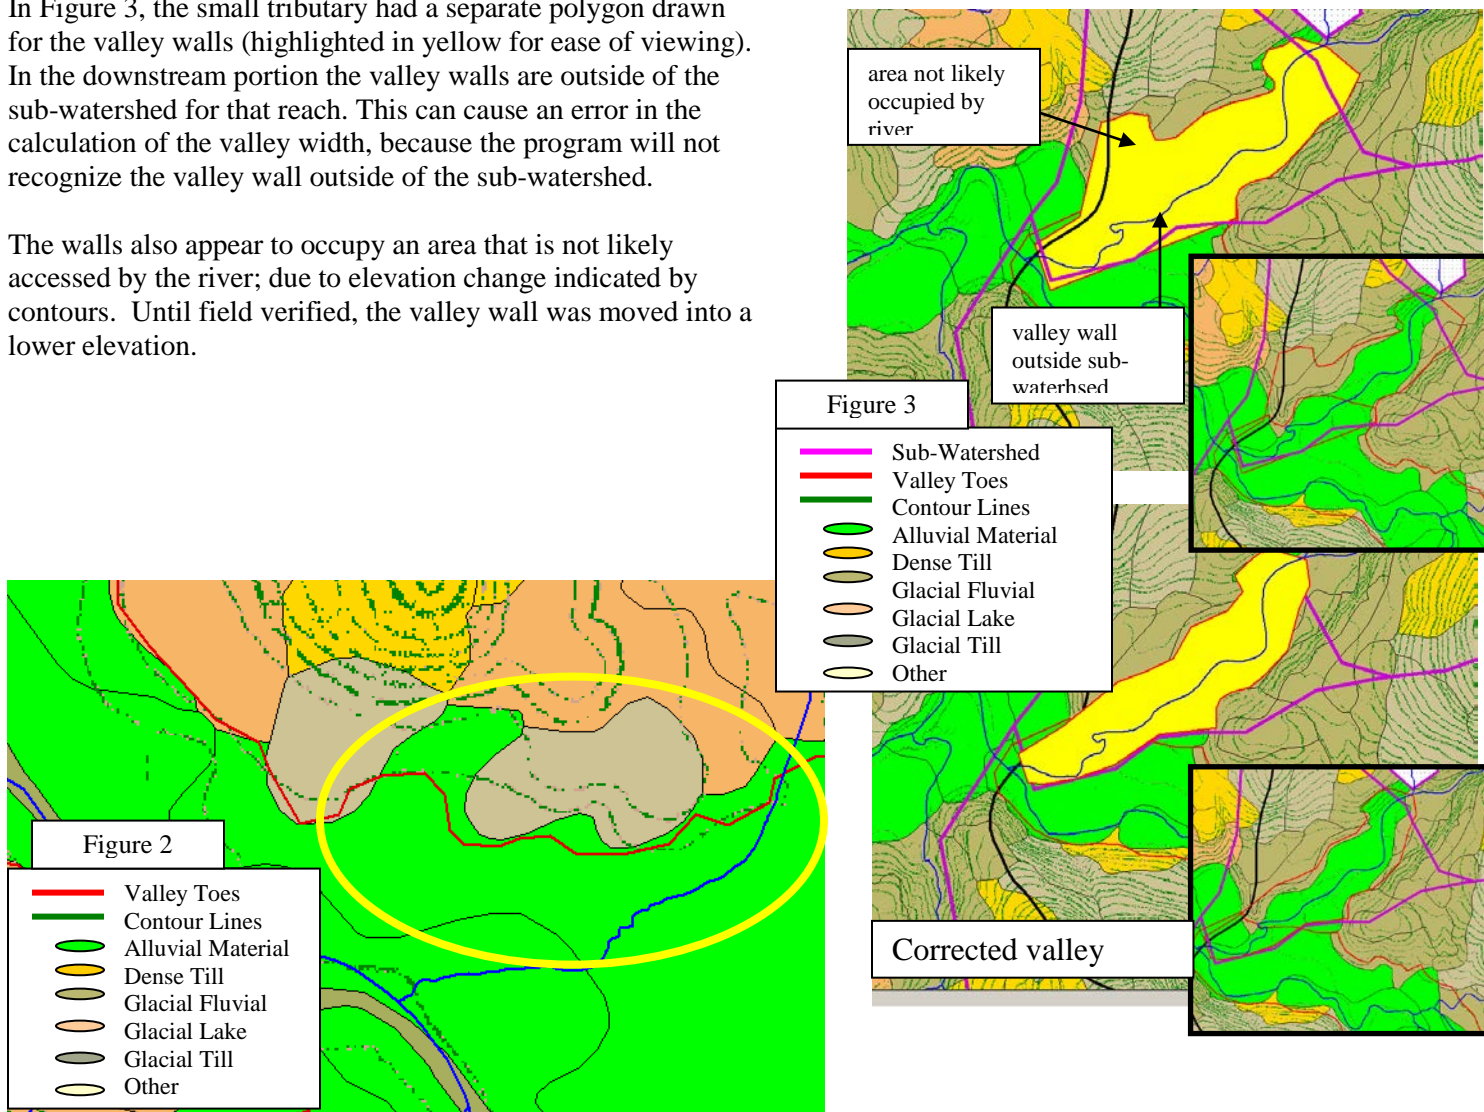 In Figure 3, the small tributary had a separate polygon drawn
for the valley walls (highlighted in yellow for ease of viewing).
In the downstream portion the valley walls are outside of the
sub-watershed for that reach. This can cause an error in the
calculation of the valley width, because the program will not
recognize the valley wall outside of the sub-watershed.
The walls also appear to occupy an area that is not likely
accessed by the river; due to elevation change indicated by
contours.  Until field verified, the valley wall was moved into a
lower elevation.
area not likely
occupied by
river
valley wall
outside sub-
waterhsed
Figure 3
Sub-Watershed
Valley Toes
Contour Lines
Alluvial Material
Dense Till
Glacial Fluvial
Glacial Lake
Glacial Till
Other
Figure 2
Valley Toes
Contour Lines
Alluvial Material
Dense Till
Glacial Fluvial
Glacial Lake
Glacial Till
Other
Corrected valley